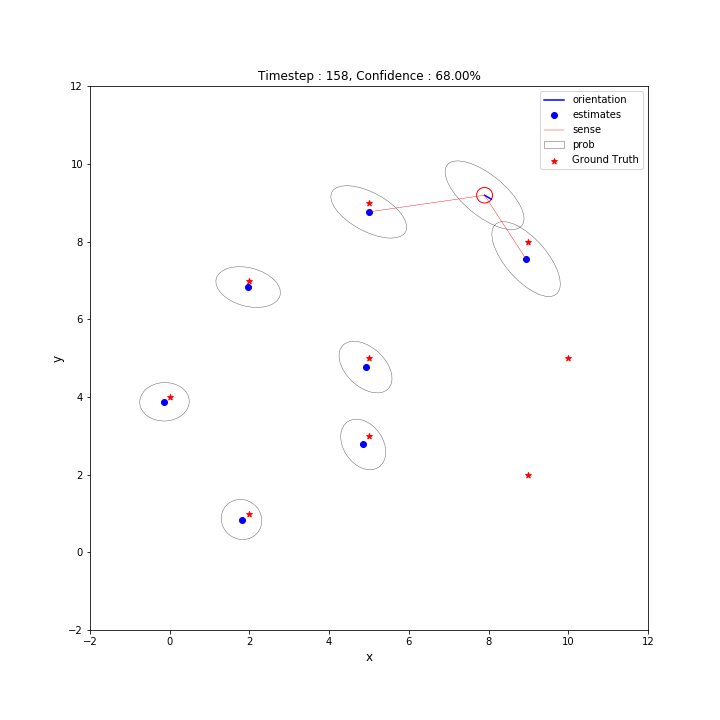 Timestep : 158, Confidence : 68.00%
12
10
8
6
4
2
0
−2
−2
0
2
4
6
8
10
12
x
y
orientation
estimates
sense
prob
Ground Truth